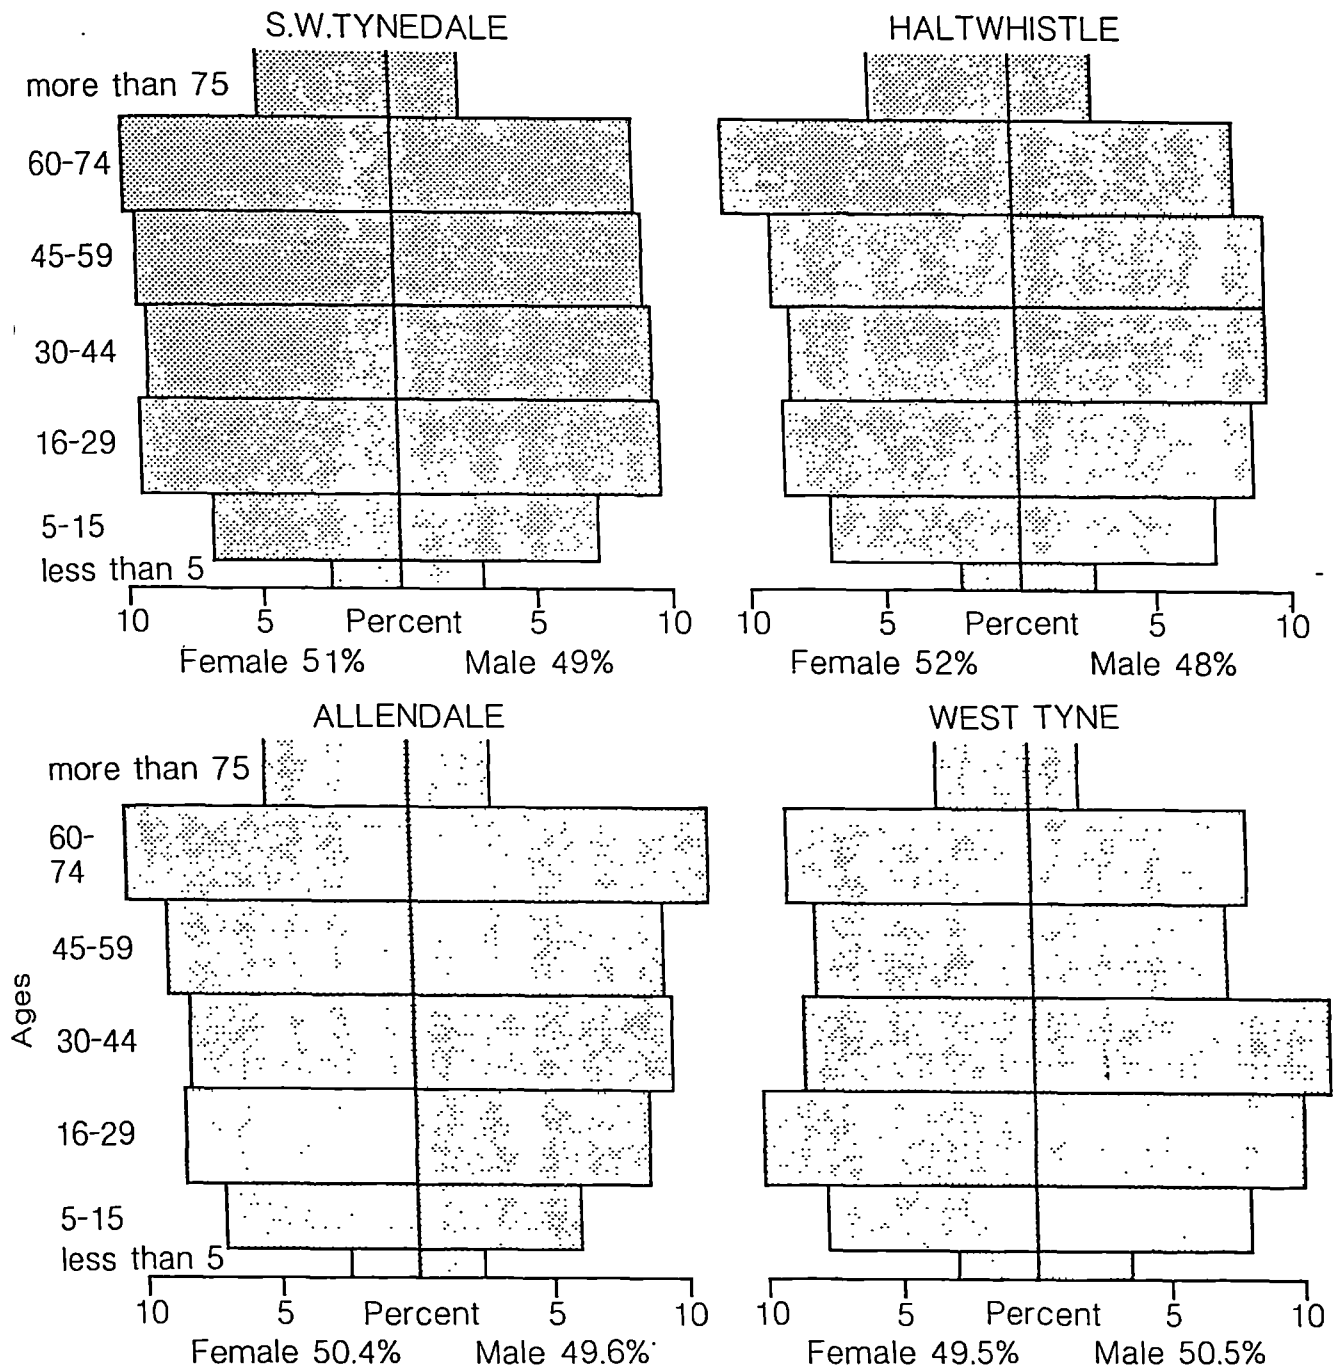 S.W.TYNEDALE
more than 75
60-74
45-59
30-44
16-29
5-15
less than 5
10 5 Percent 5 10
Female 51% Male 49%
HALTWHISTLE
10 5 Percent 5 10
Female 52% Male 48%
ALLENDALE
more than 75
60-
74
45-59
30-44
16-29
5-15
less than 5
Ages
10 5 Percent 5 10
Female 50.4% Male 49.6%
WEST TYNE
10 5 Percent 5 10
Female 49.5% Male 50.5%